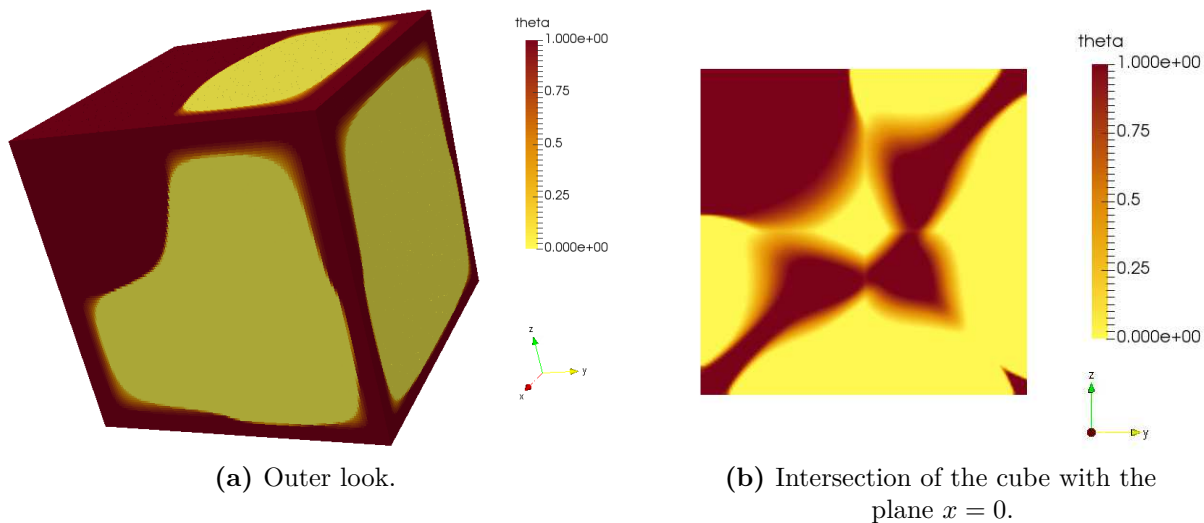 theta
1.000e+00
0.75
0.5
0.25
0.000e+00
z
y
x
(a) Outer look.
theta
1.000e+00
0.75
0.5
0.25
0.000e+00
z
y
(b) Intersection of the cube with the
plane x = 0.